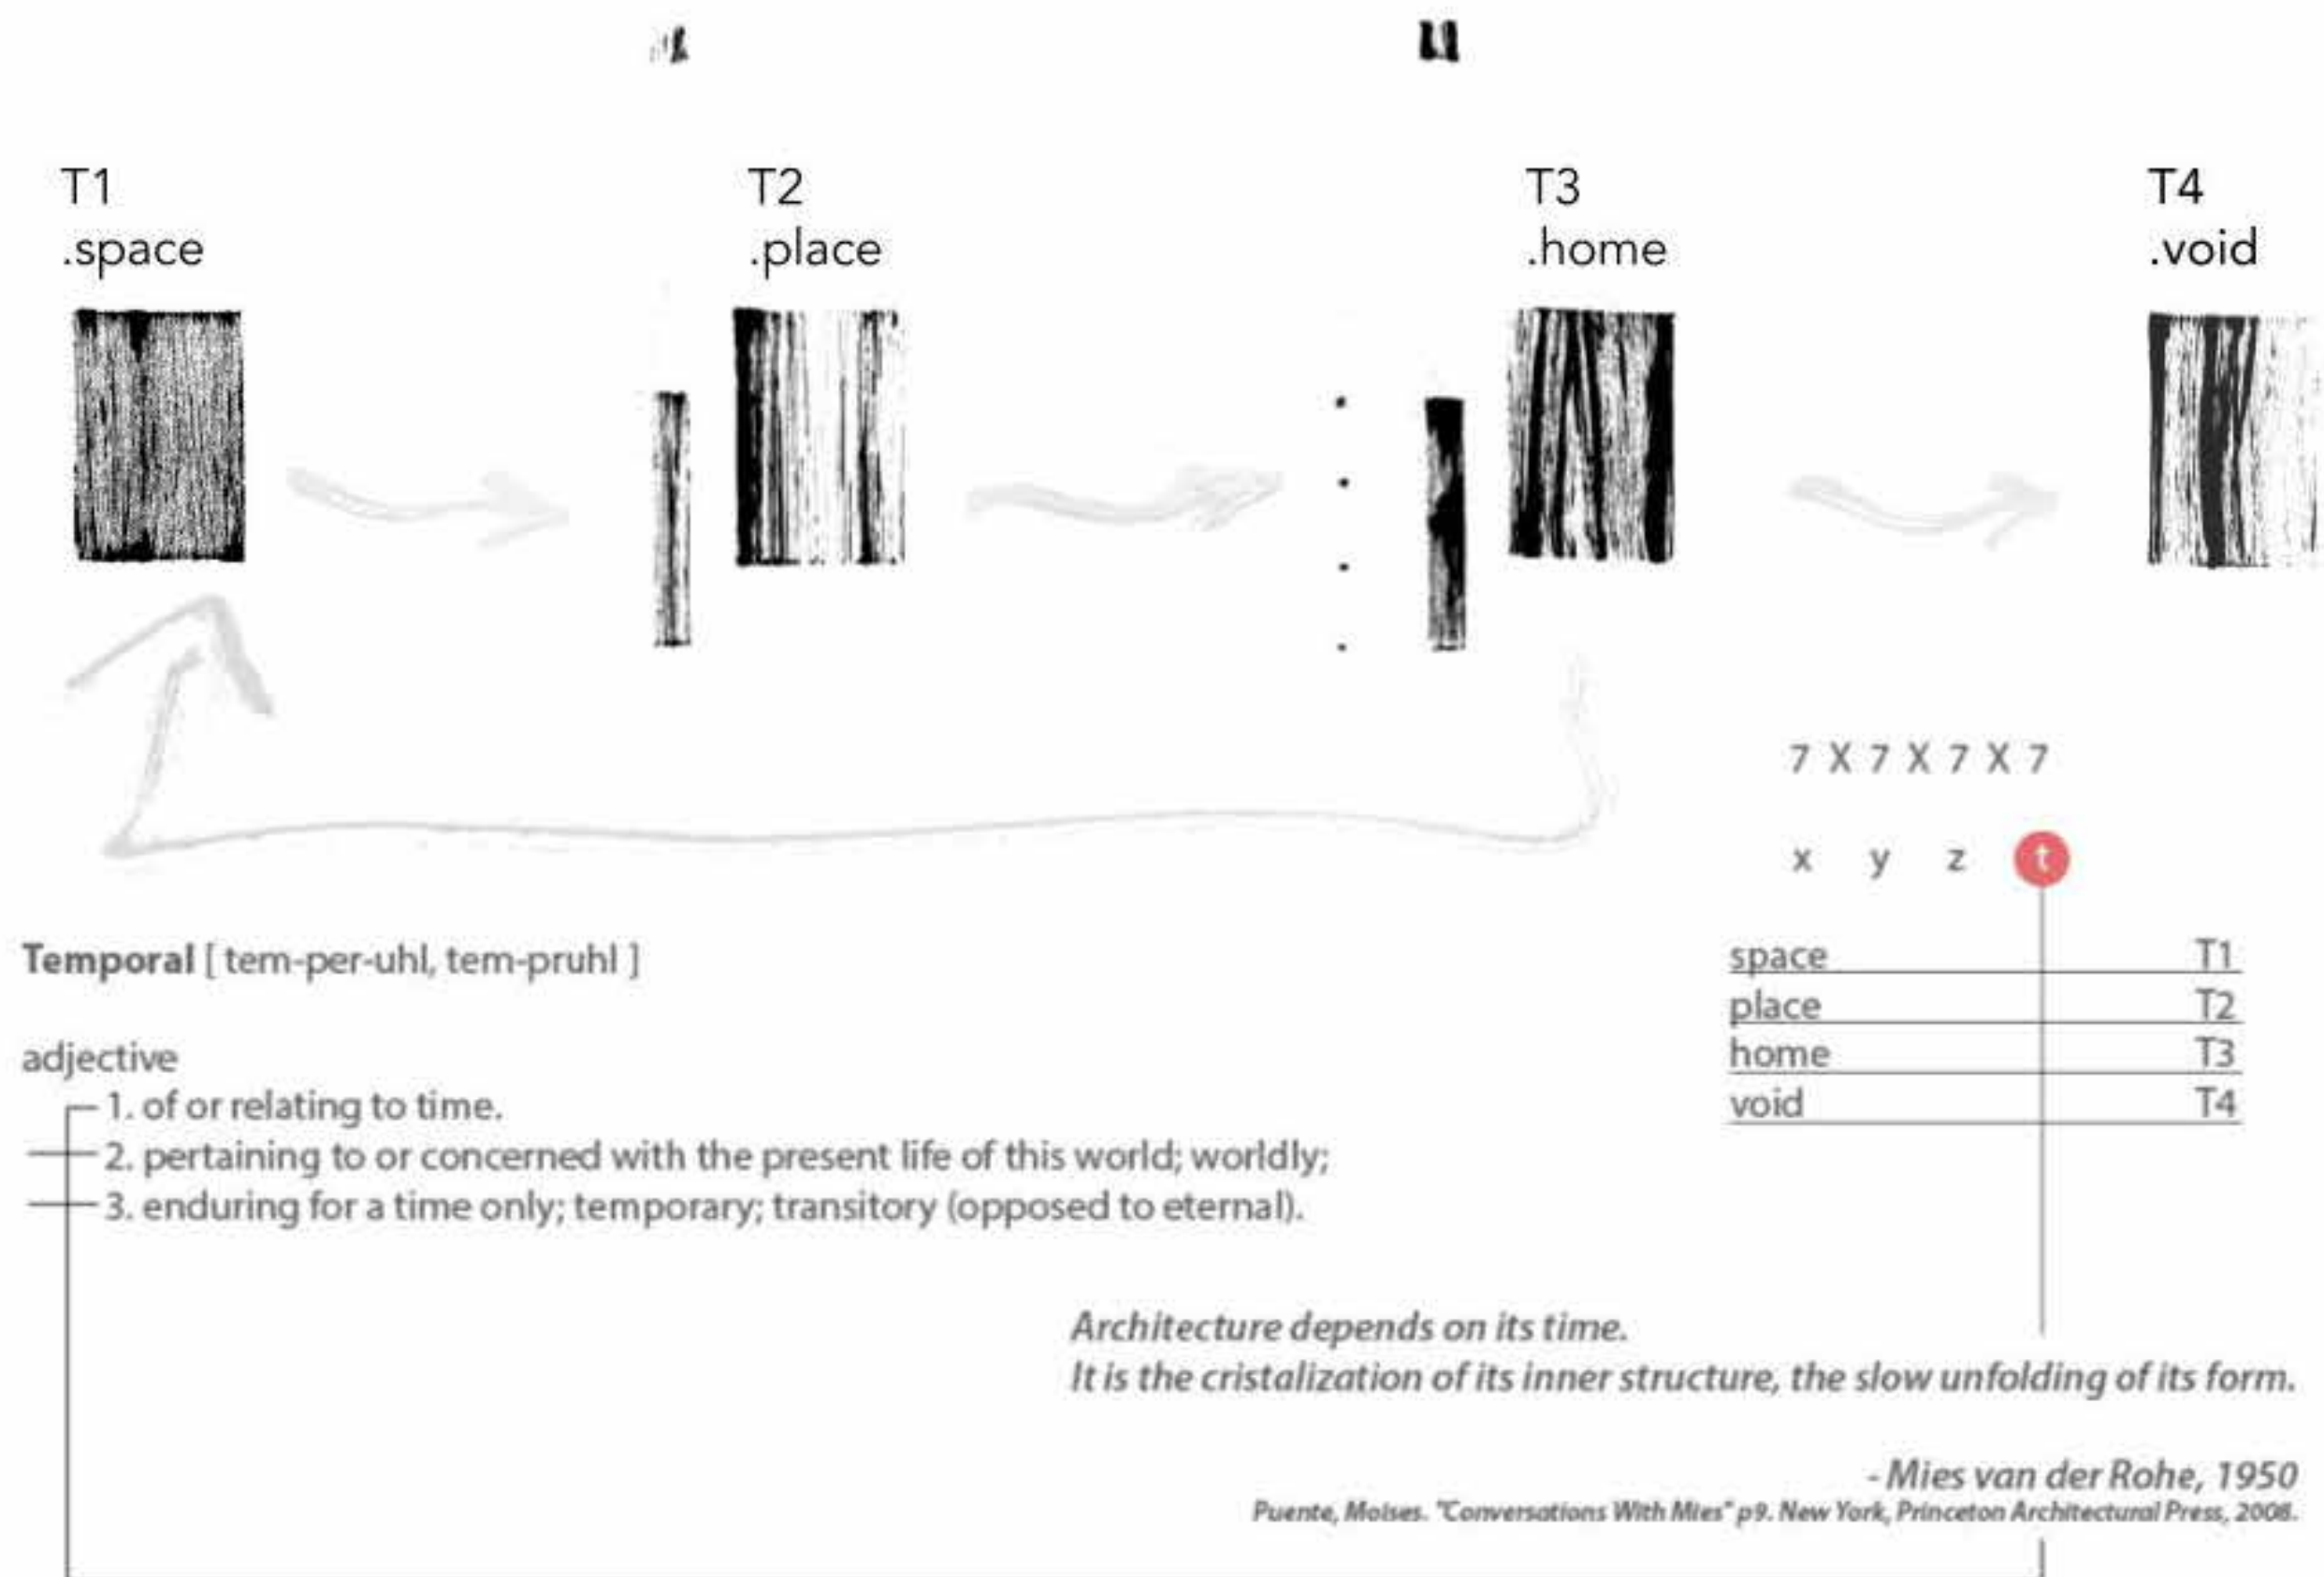 T1
.space
T2
.place
T3
.home
T4
.void
7 X 7 X 7 X 7
x y z t
space T1
place T2
home T3
void T4
Temporal [ tem-per-uhl, tem-pruhl ]
adjective
1. of or relating to time.
2. pertaining to or concerned with the present life of this world; worldly;
3. enduring for a time only; temporary; transitory (opposed to eternal).
Architecture depends on its time.
It is the cristalization of its inner structure, the slow unfolding of its form.
- Mies van der Rohe, 1950
Puente, Moises. "Conversations With Mies" p9. New York, Princeton Architectural Press, 2008.